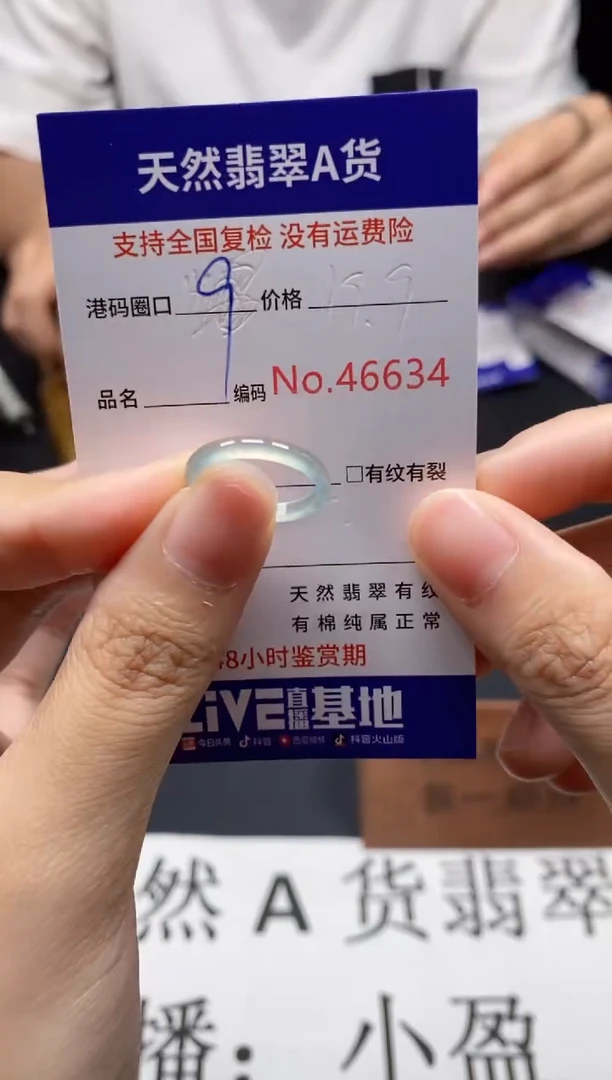 天然翡翠A货
支持全国复检 没有运费险
港码圈口 9 价格 19.9
品名 编码 No.46634
□有纹有裂
天然翡翠有纹
有棉纯属正常
48小时鉴赏期
LiVE直播基地
今日头条 抖音 西瓜视频 抖音火山版
然 A 货翡翠
播：小盈